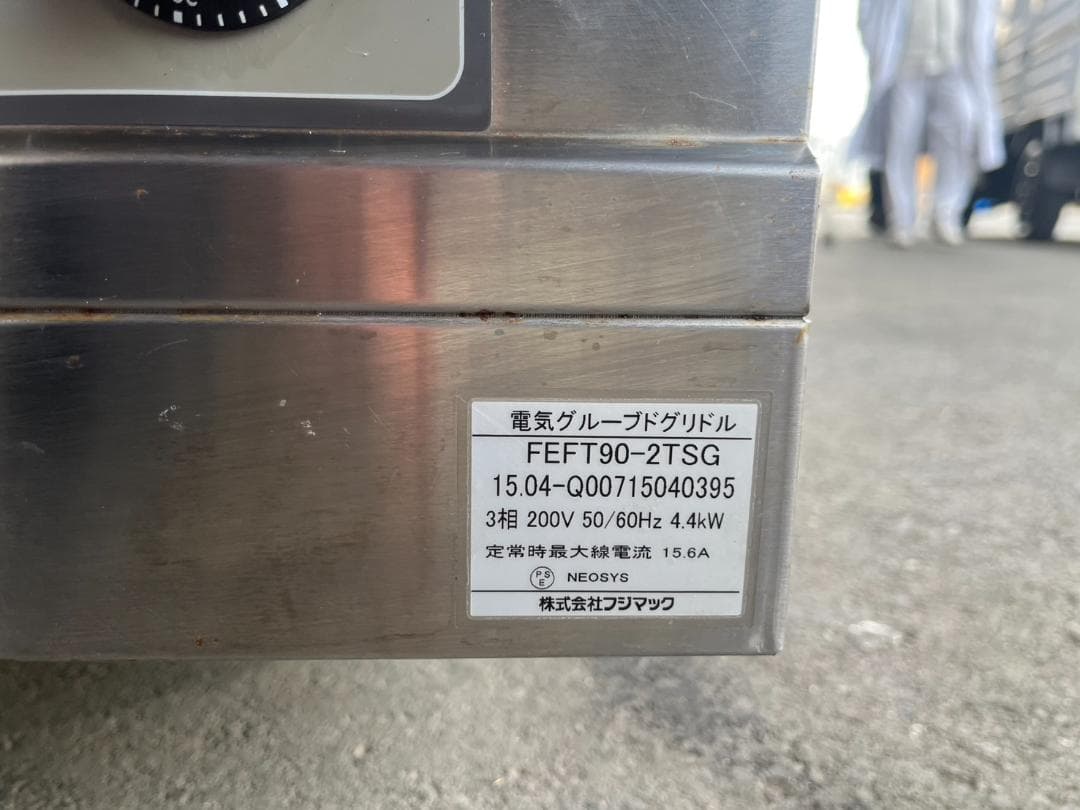 電気グルーブドグリドル
FEFT90-2TSG
15.04-Q00715040395
3相 200V 50/60Hz 4.4kW
定常時最大線電流 15.6A
PSE NEOSYS
株式会社フジマック